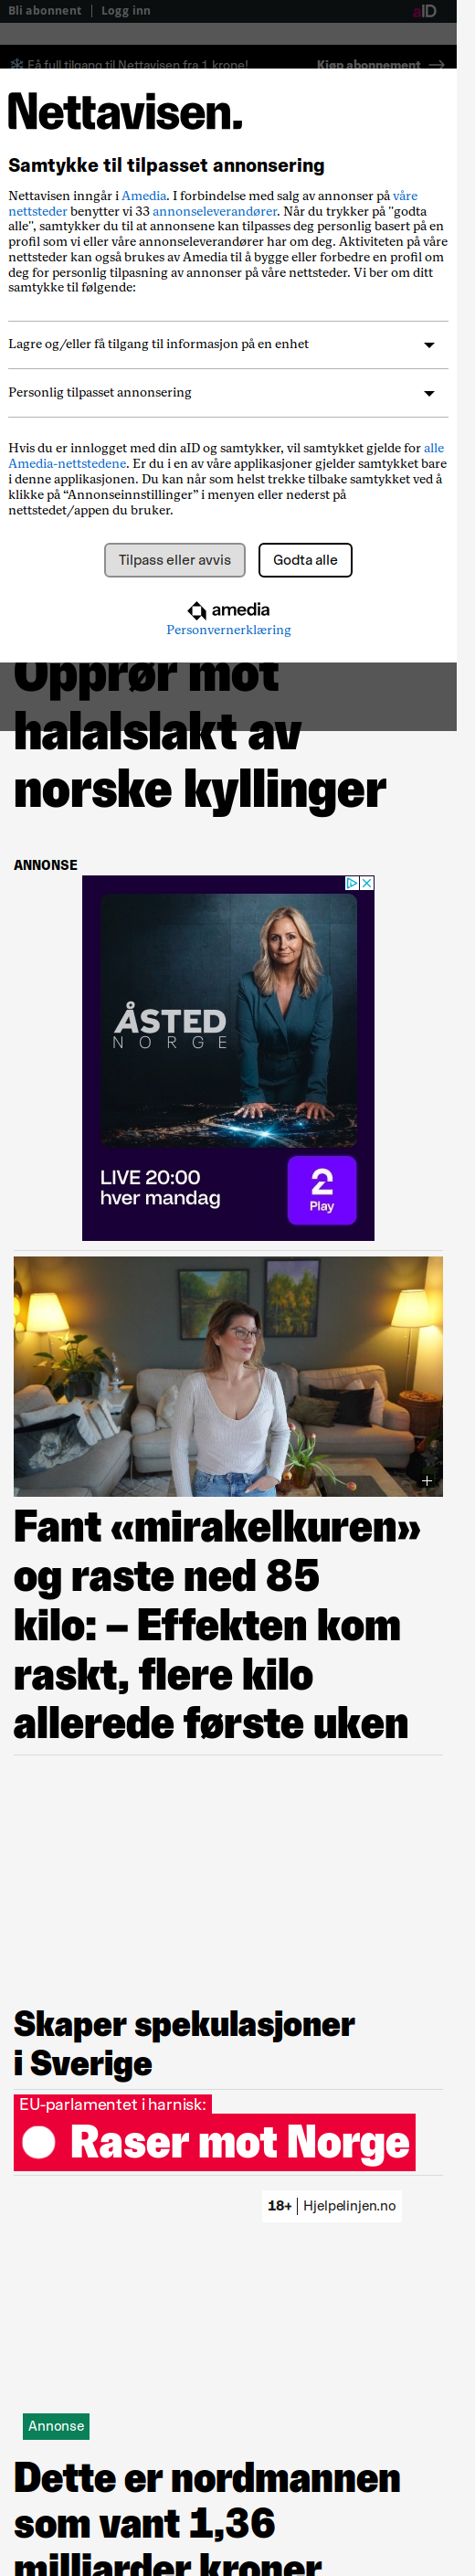 Bli abonnent | Logg inn
aID
Få full tilgang til Nettavisen fra 1 krone!
Kjøp abonnement →
Nettavisen.
Samtykke til tilpasset annonsering
Nettavisen inngår i Amedia. I forbindelse med salg av annonser på våre
nettsteder benytter vi 33 annonseleverandører. Når du trykker på "godta
alle", samtykker du til at annonsene kan tilpasses deg personlig basert på en
profil som vi eller våre annonseleverandører har om deg. Aktiviteten på våre
nettsteder kan også brukes av Amedia til å bygge eller forbedre en profil om
deg for personlig tilpasning av annonser på våre nettsteder. Vi ber om ditt
samtykke til følgende:
Lagre og/eller få tilgang til informasjon på en enhet
Personlig tilpasset annonsering
Hvis du er innlogget med din aID og samtykker, vil samtykket gjelde for alle
Amedia-nettstedene. Er du i en av våre applikasjoner gjelder samtykket bare
i denne applikasjonen. Du kan når som helst trekke tilbake samtykket ved å
klikke på “Annonseinnstillinger” i menyen eller nederst på
nettstedet/appen du bruker.
Tilpass eller avvis
Godta alle
amedia
Personvernerklæring
Opprør mot
halalslakt av
norske kyllinger
ANNONSE
ÅSTED
NORGE
LIVE 20:00
hver mandag
2
Play
Fant «mirakelkuren»
og raste ned 85
kilo: – Effekten kom
raskt, flere kilo
allerede første uken
Skaper spekulasjoner
i Sverige
EU-parlamentet i harnisk:
Raser mot Norge
18+ | Hjelpelinjen.no
Annonse
Dette er nordmannen
som vant 1,36
milliarder kroner